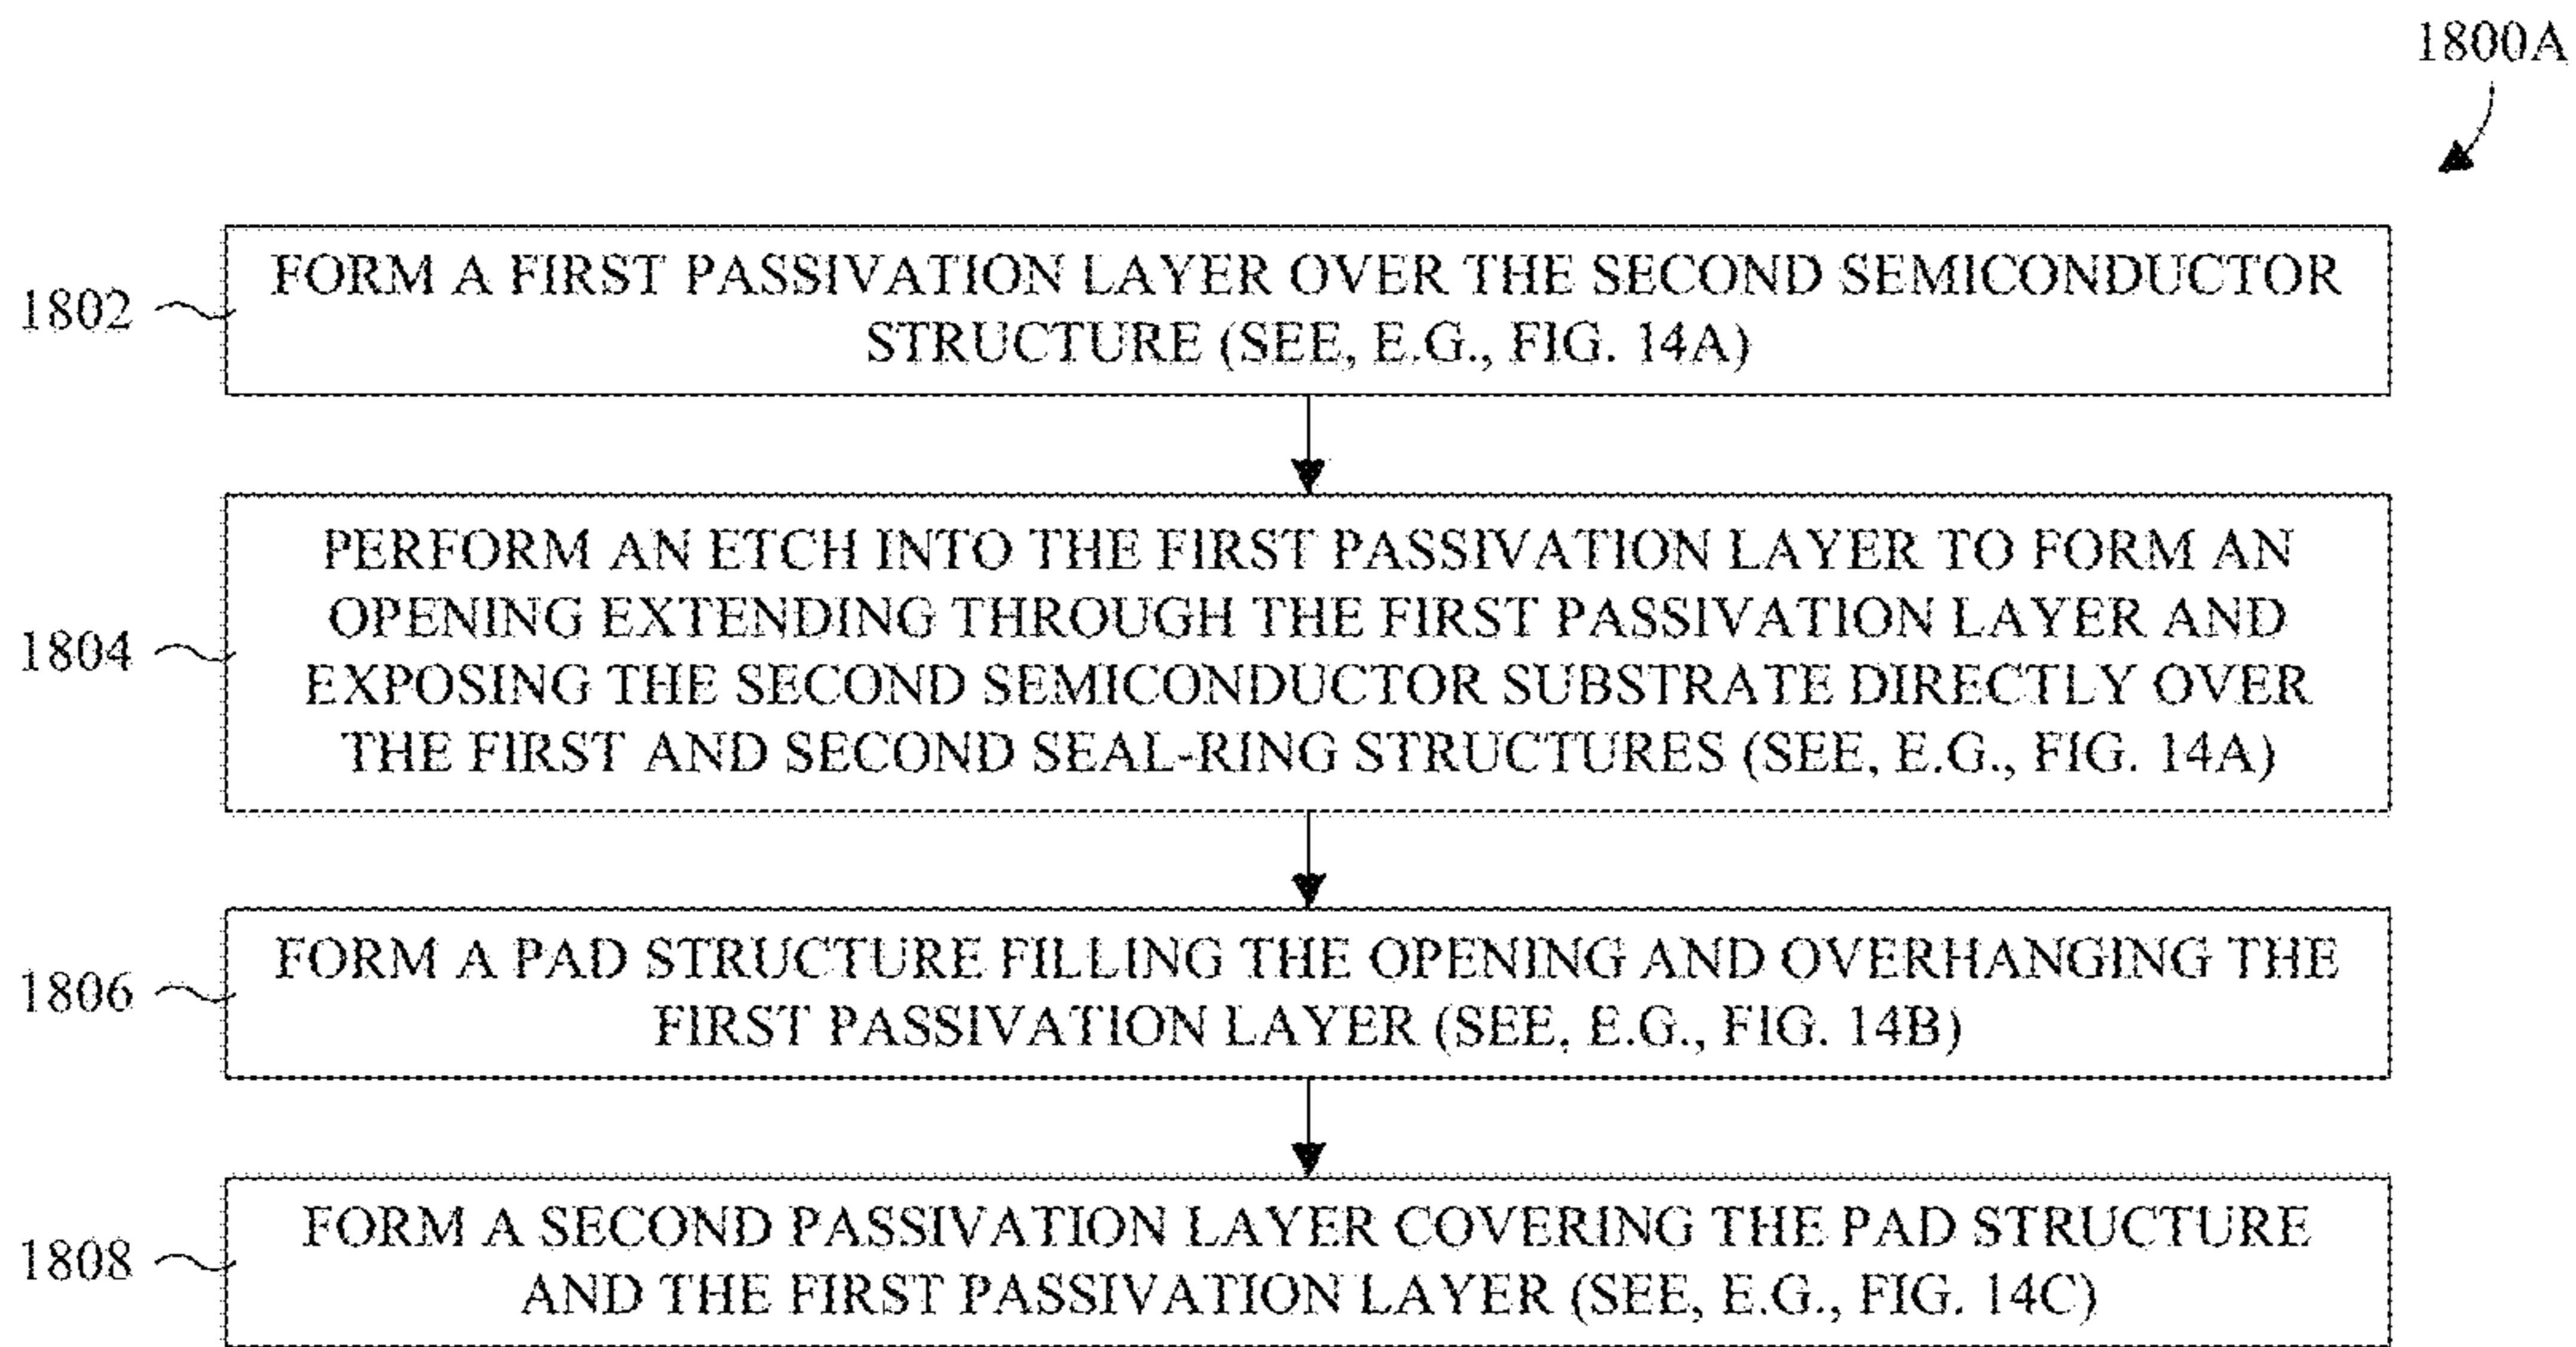 1800A
1802
FORM A FIRST PASSIVATION LAYER OVER THE SECOND SEMICONDUCTOR
STRUCTURE (SEE, E.G., FIG. 14A)
1804
PERFORM AN ETCH INTO THE FIRST PASSIVATION LAYER TO FORM AN
OPENING EXTENDING THROUGH THE FIRST PASSIVATION LAYER AND
EXPOSING THE SECOND SEMICONDUCTOR SUBSTRATE DIRECTLY OVER
THE FIRST AND SECOND SEAL-RING STRUCTURES (SEE, E.G., FIG. 14A)
1806
FORM A PAD STRUCTURE FILLING THE OPENING AND OVERHANGING THE
FIRST PASSIVATION LAYER (SEE, E.G., FIG. 14B)
1808
FORM A SECOND PASSIVATION LAYER COVERING THE PAD STRUCTURE
AND THE FIRST PASSIVATION LAYER (SEE, E.G., FIG. 14C)